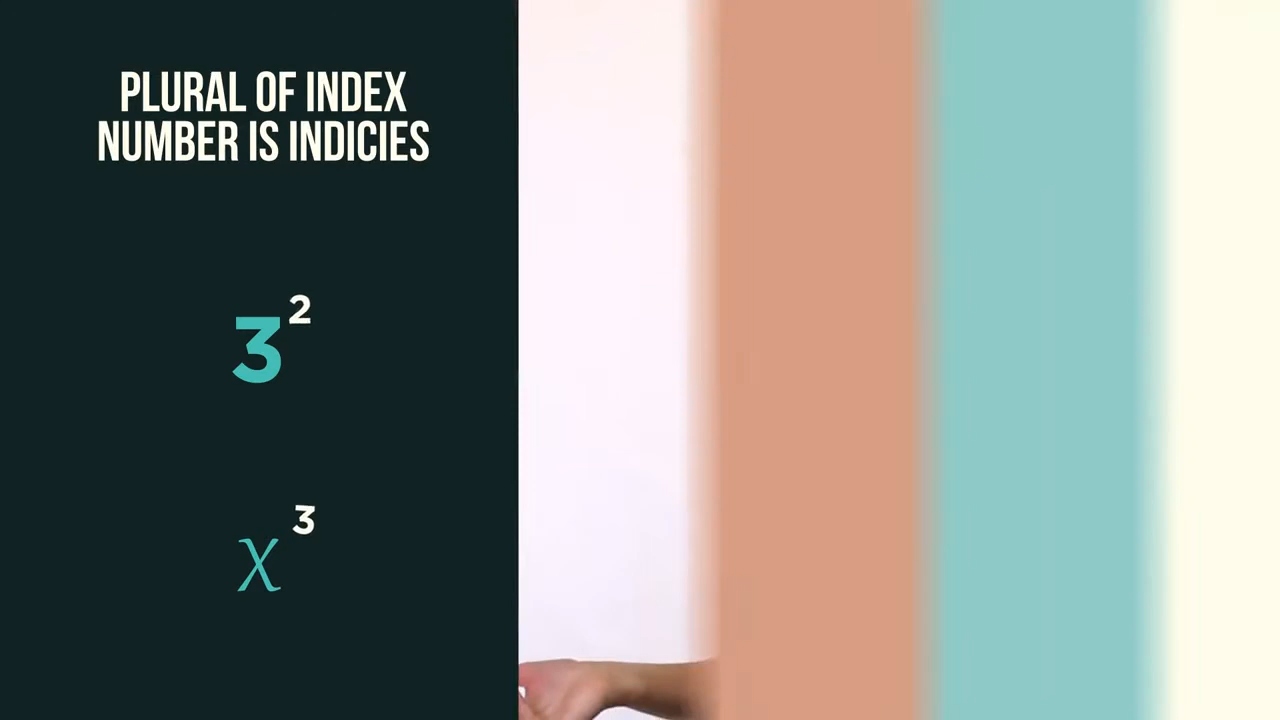 PLURAL OF INDEX
NUMBER IS INDICIES
3²
x³